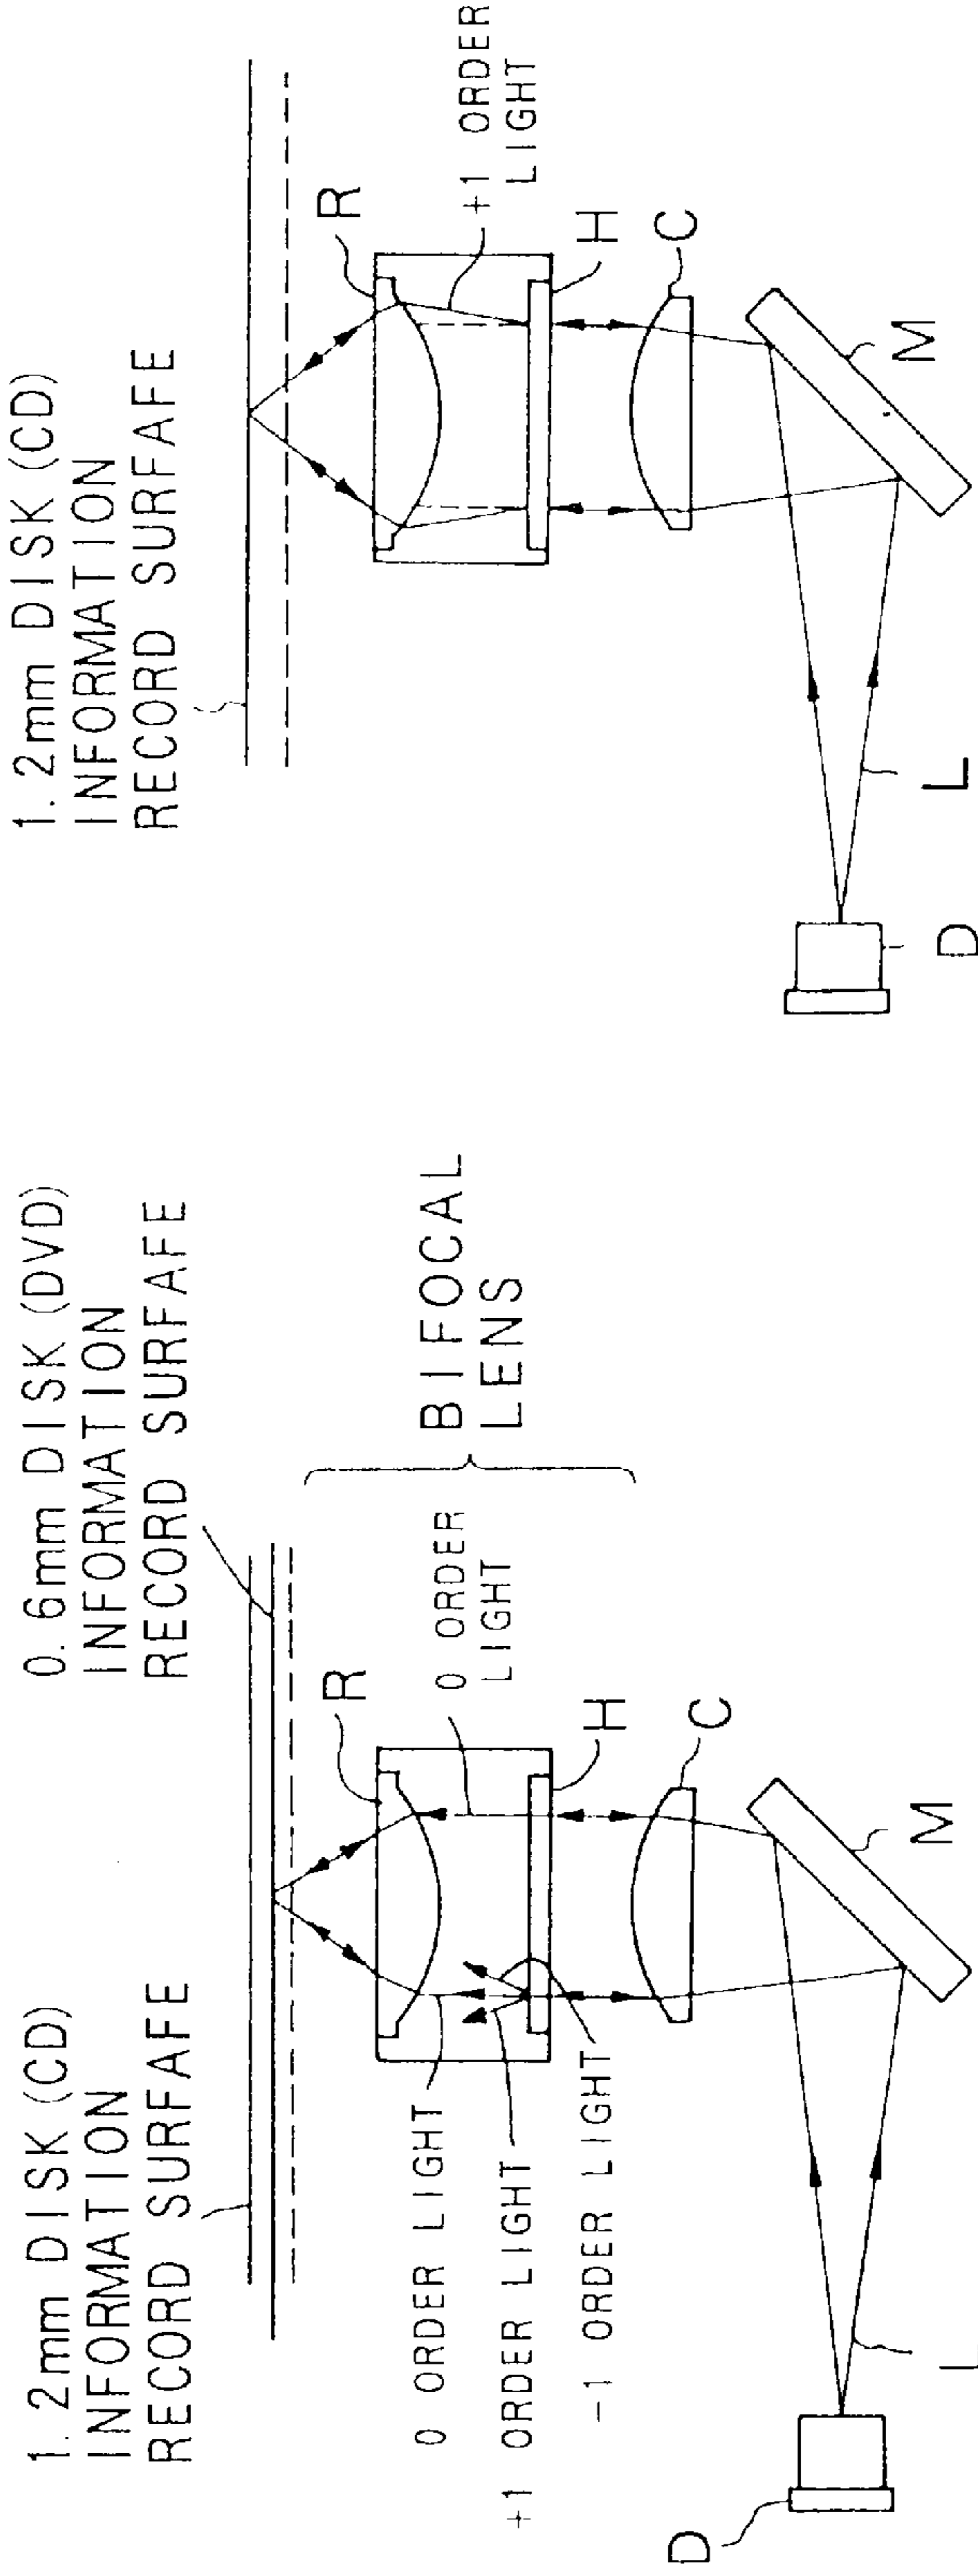 1.2mm DISK (CD)
INFORMATION
RECORD SURFAFE
0.6mm DISK (DVD)
INFORMATION
RECORD SURFAFE
R
0 ORDER
LIGHT
BIFOCAL
LENS
0 ORDER LIGHT
+1 ORDER LIGHT
-1 ORDER LIGHT
H
C
M
D
L
1.2mm DISK (CD)
INFORMATION
RECORD SURFAFE
R
+1 ORDER
LIGHT
H
C
M
L
D